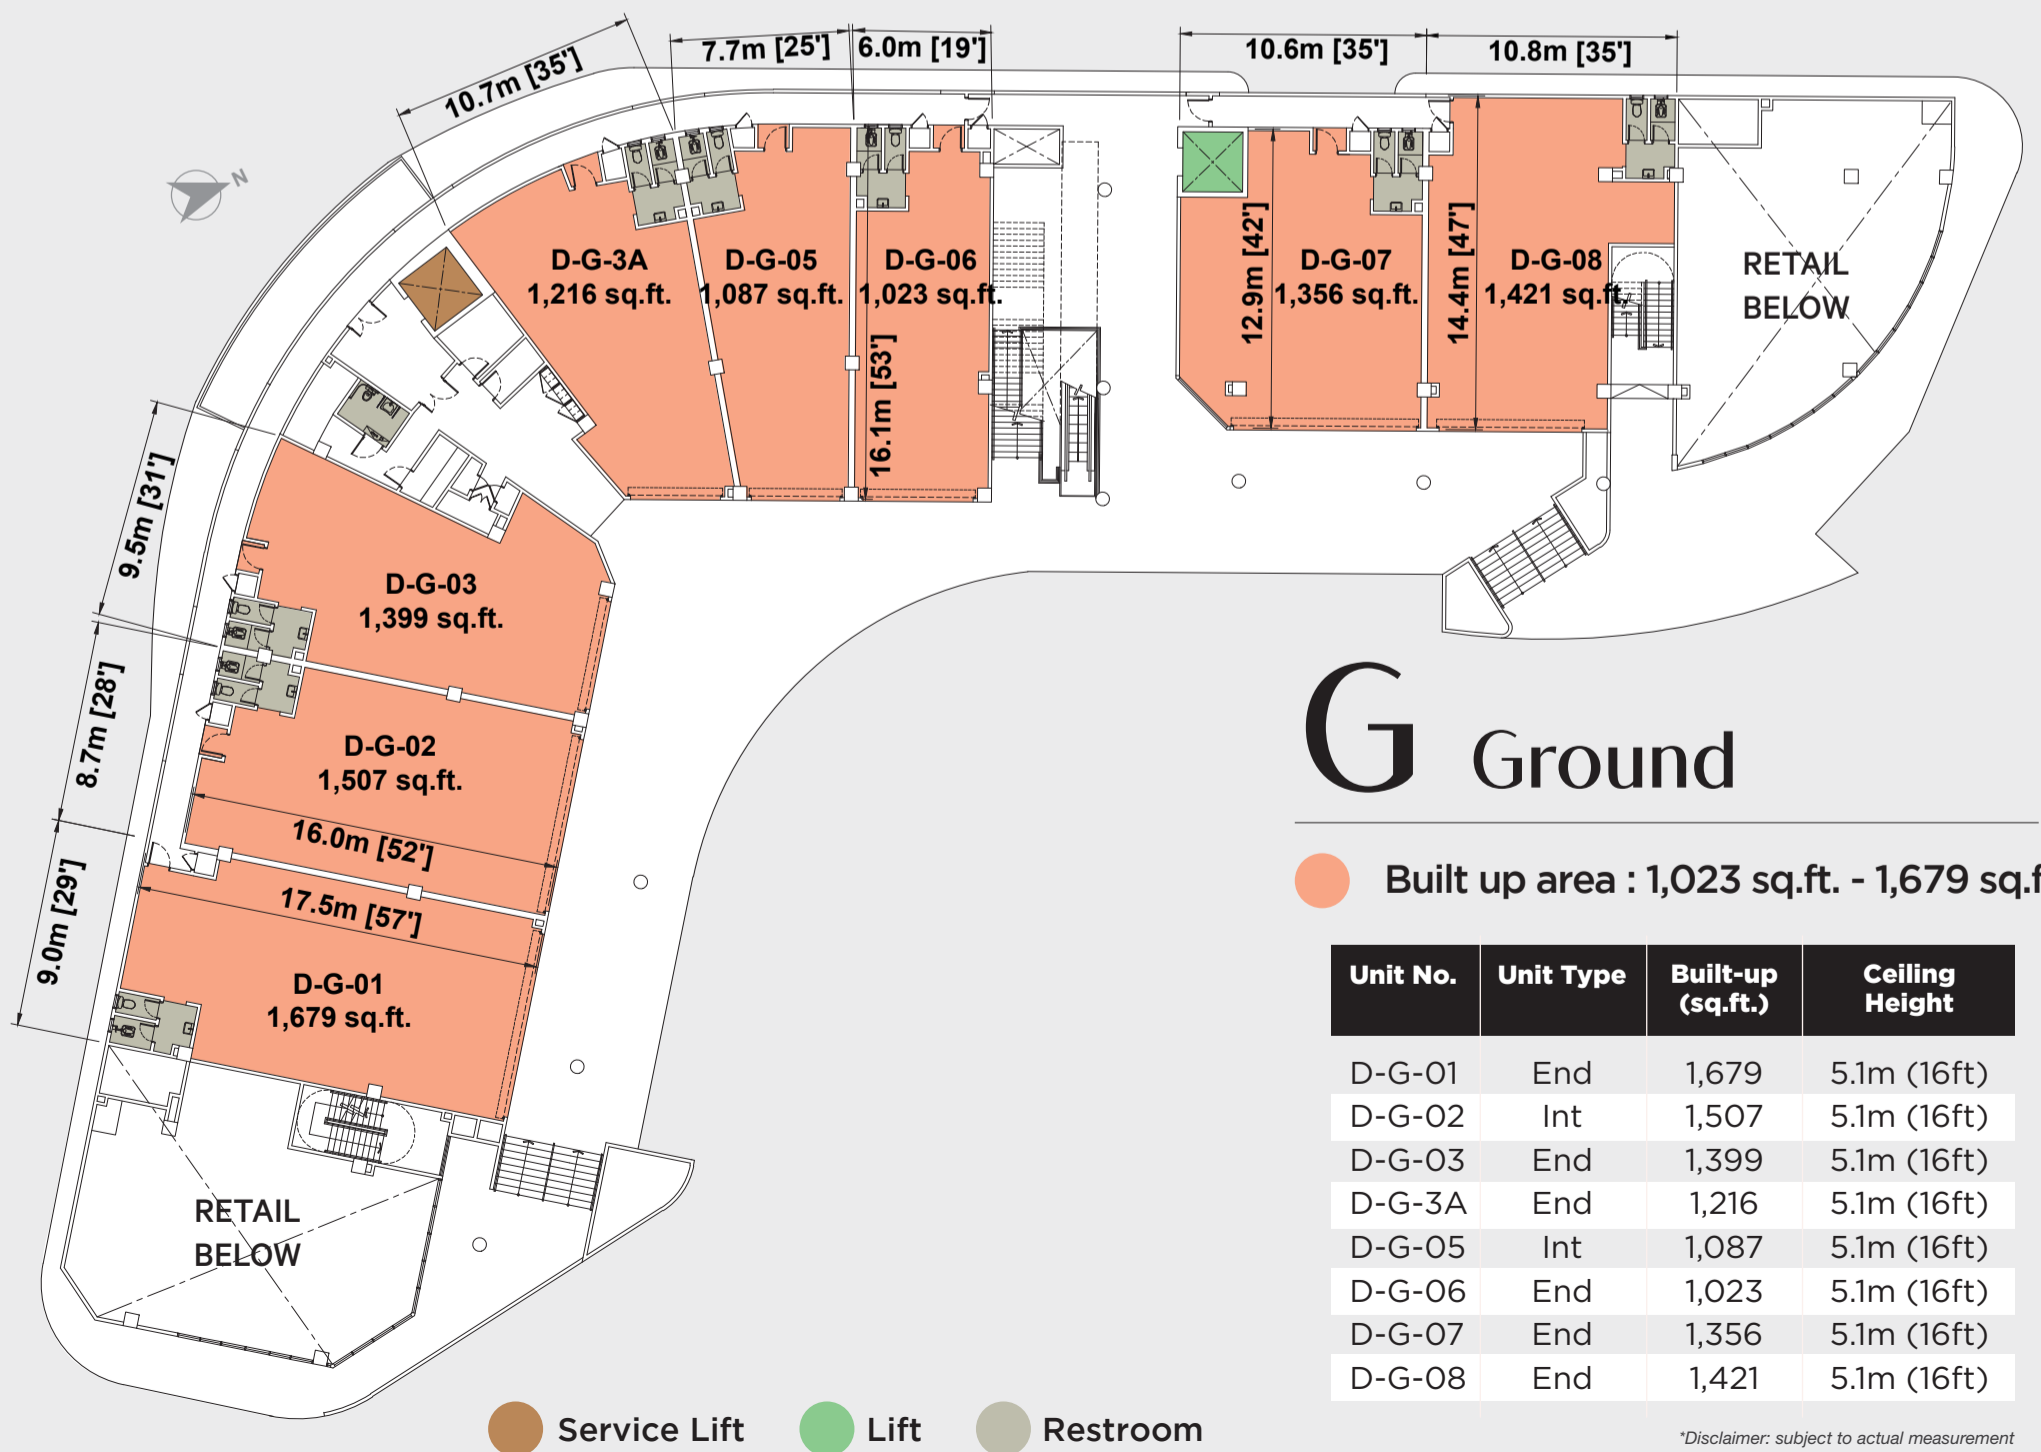 10.7m [35']
7.7m [25']
6.0m [19']
10.6m [35']
10.8m [35']
N
D-G-3A
1,216 sq.ft.
D-G-05
1,087 sq.ft.
D-G-06
1,023 sq.ft.
16.1m [53']
12.9m [42']
D-G-07
1,356 sq.ft.
14.4m [47']
D-G-08
1,421 sq.ft.
RETAIL
BELOW
9.5m [31']
D-G-03
1,399 sq.ft.
8.7m [28']
D-G-02
1,507 sq.ft.
16.0m [52']
9.0m [29']
17.5m [57']
D-G-01
1,679 sq.ft.
RETAIL
BELOW
G Ground
Built up area : 1,023 sq.ft. - 1,679 sq.f
Unit No. Unit Type Built-up (sq.ft.) Ceiling Height
D-G-01 End 1,679 5.1m (16ft)
D-G-02 Int 1,507 5.1m (16ft)
D-G-03 End 1,399 5.1m (16ft)
D-G-3A End 1,216 5.1m (16ft)
D-G-05 Int 1,087 5.1m (16ft)
D-G-06 End 1,023 5.1m (16ft)
D-G-07 End 1,356 5.1m (16ft)
D-G-08 End 1,421 5.1m (16ft)
Service Lift
Lift
Restroom
*Disclaimer: subject to actual measurement